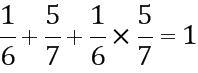 1/6 + 5/7 + 1/6 × 5/7 = 1